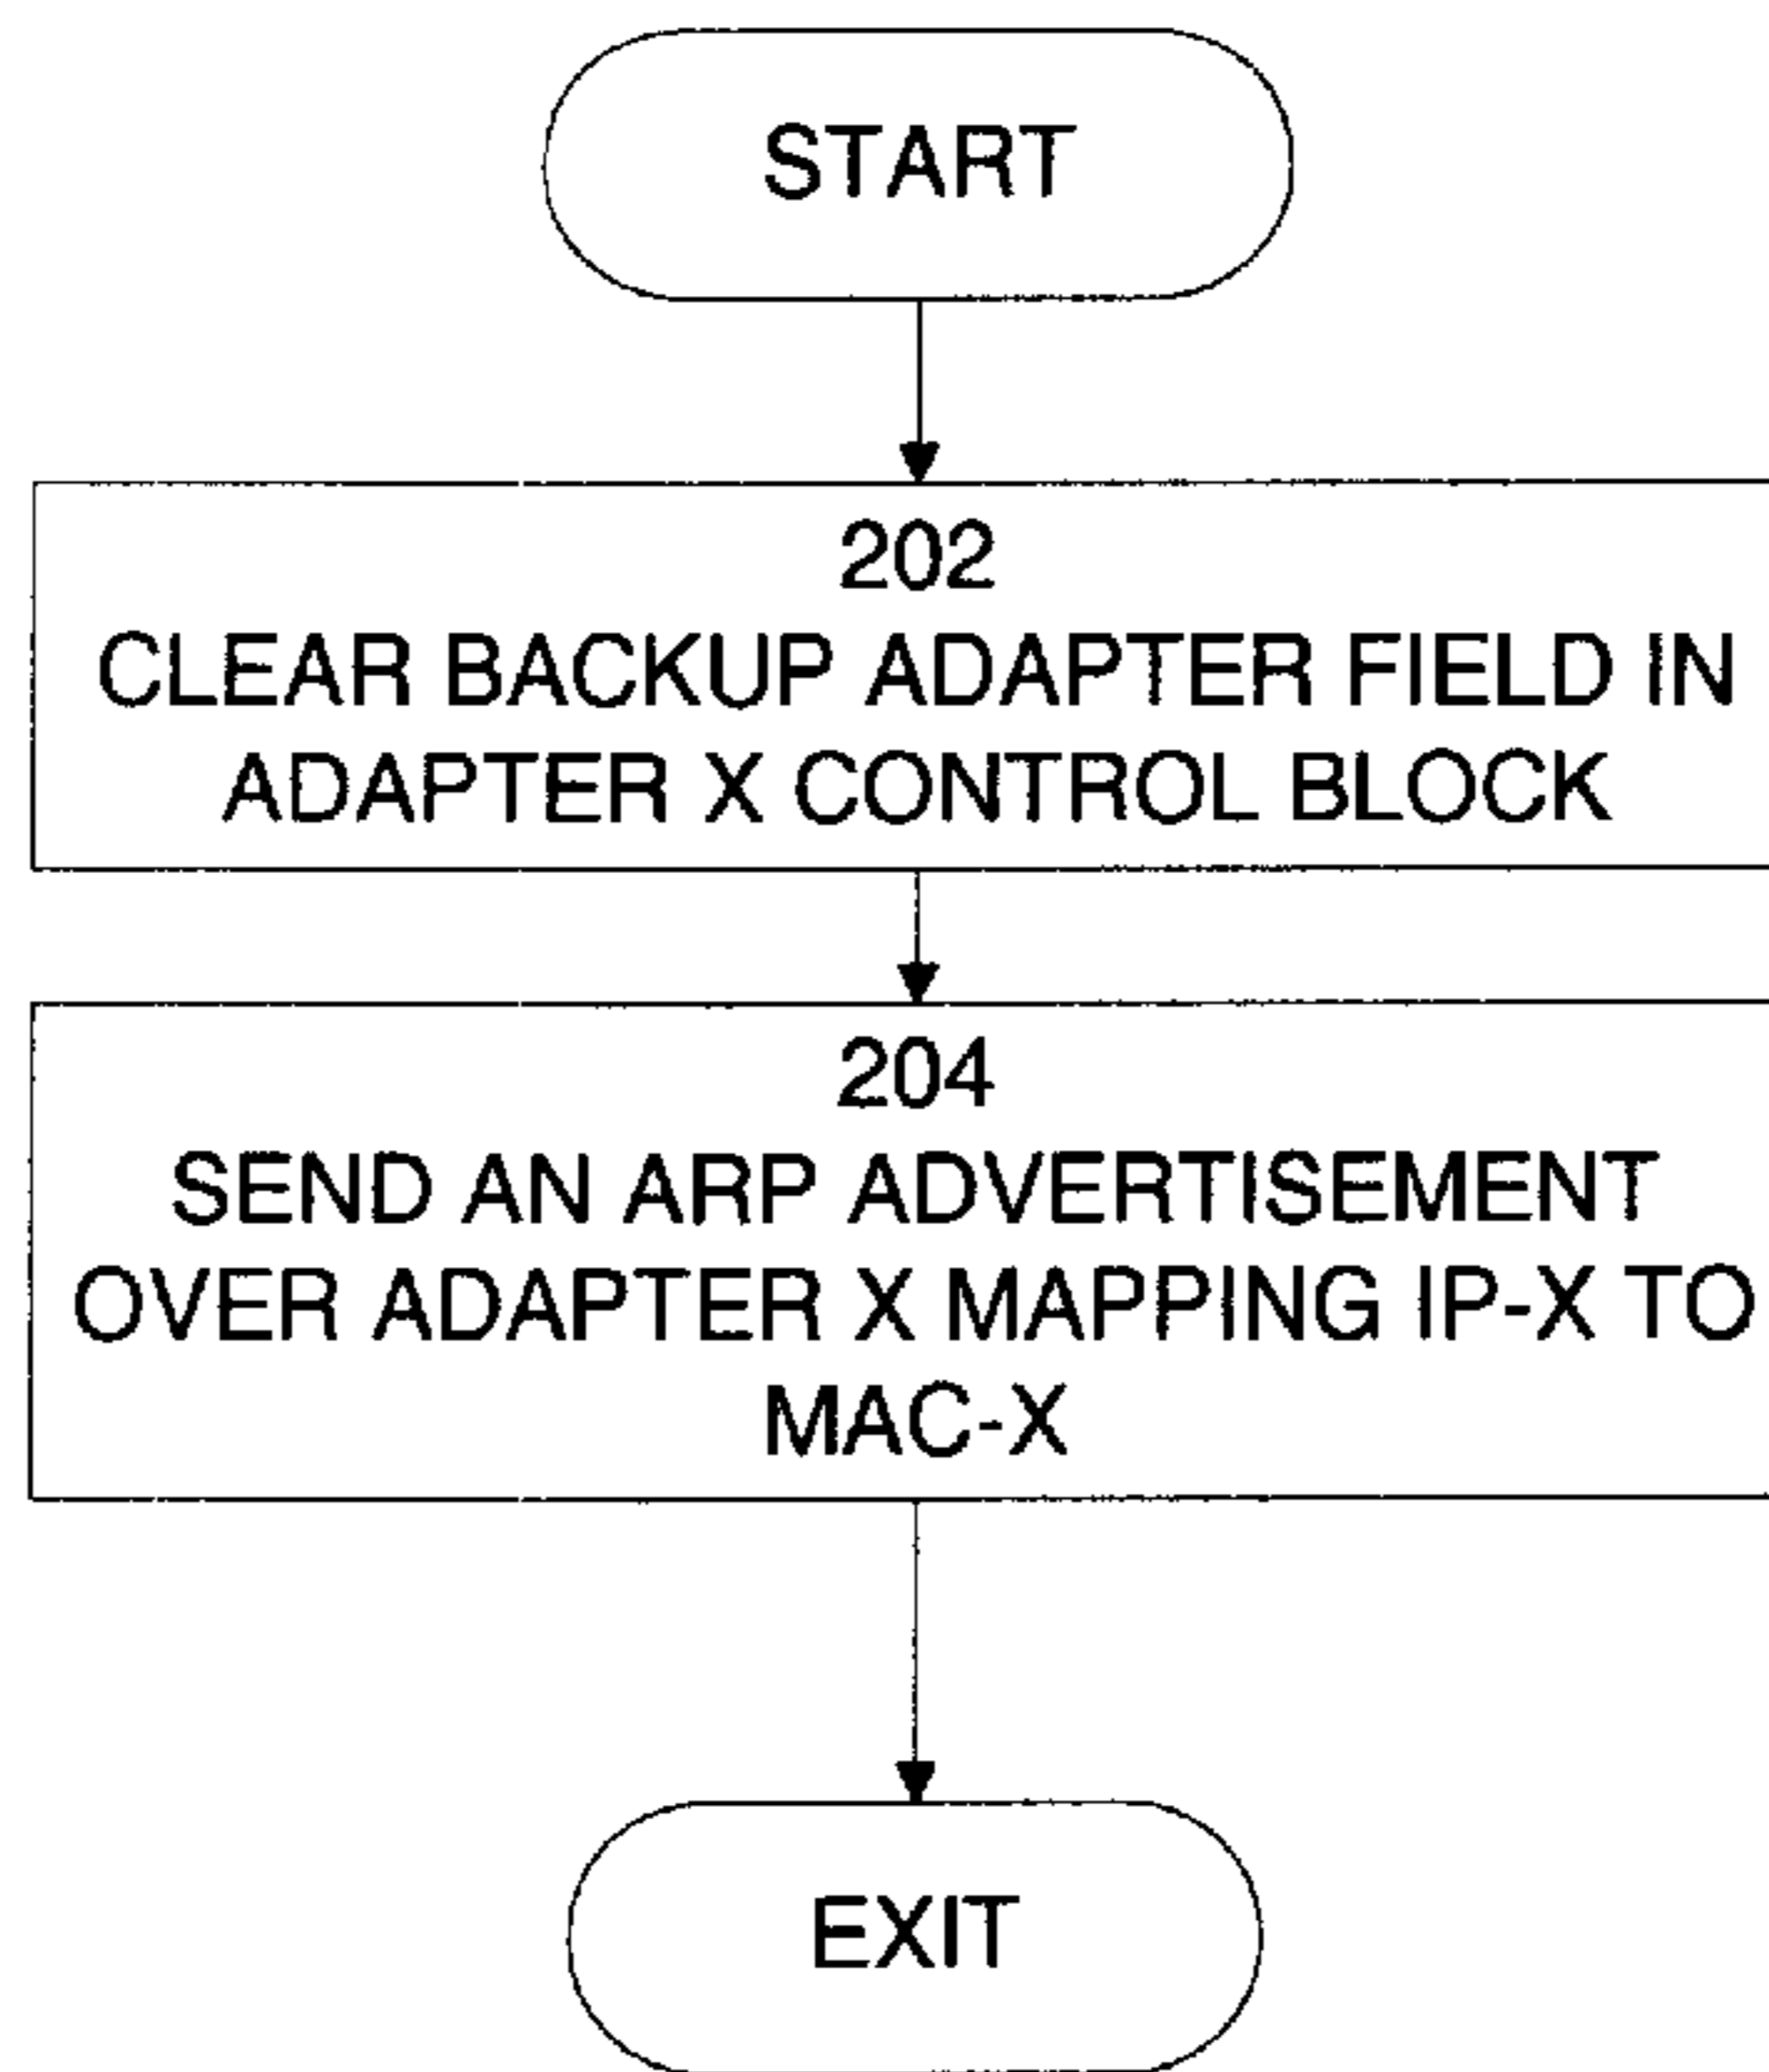 START
202
CLEAR BACKUP ADAPTER FIELD IN
ADAPTER X CONTROL BLOCK
204
SEND AN ARP ADVERTISEMENT
OVER ADAPTER X MAPPING IP-X TO
MAC-X
EXIT